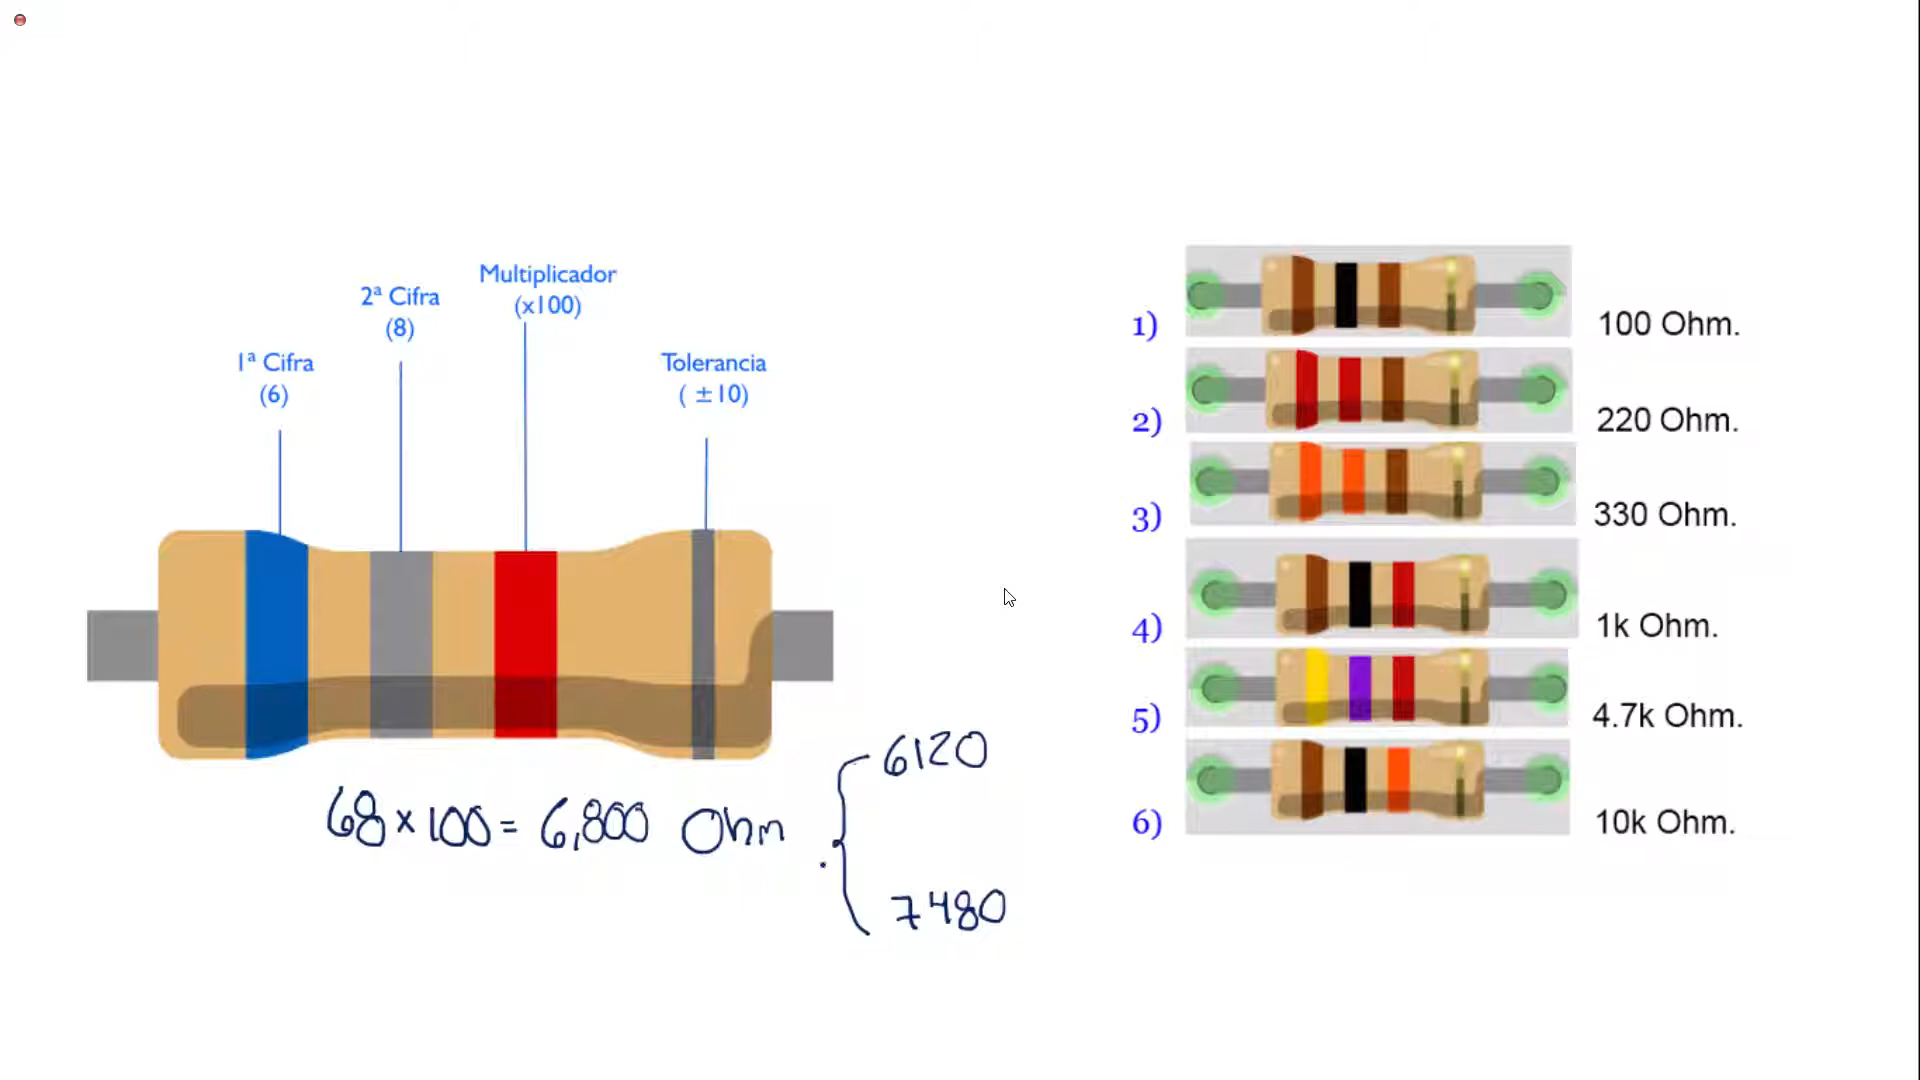 Multiplicador
(x100)
2ª Cifra
(8)
1ª Cifra
(6)
Tolerancia
( ±10)
68 x 100 = 6,800 Ohm
6120
7480
1) 100 Ohm.
2) 220 Ohm.
3) 330 Ohm.
4) 1k Ohm.
5) 4.7k Ohm.
6) 10k Ohm.